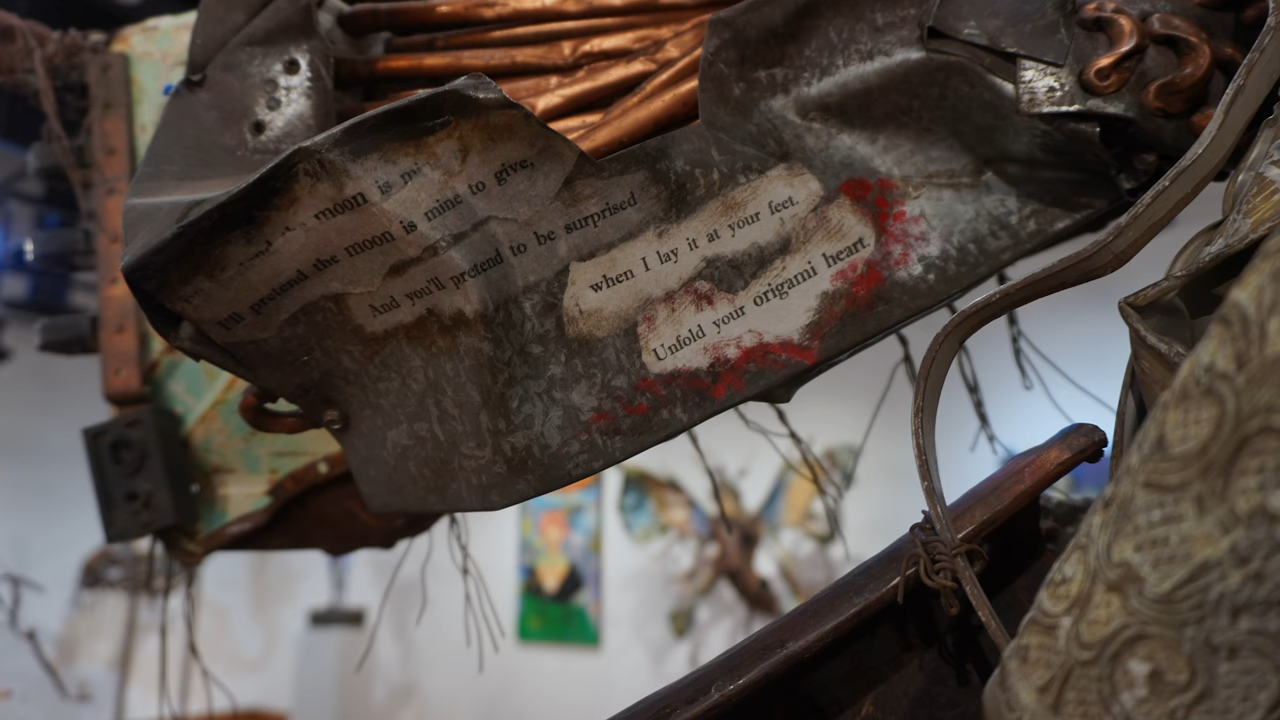 moon is
I'll pretend the moon is mine to give,
And you'll pretend to be surprised
when I lay it at your feet.
Unfold your origami heart.